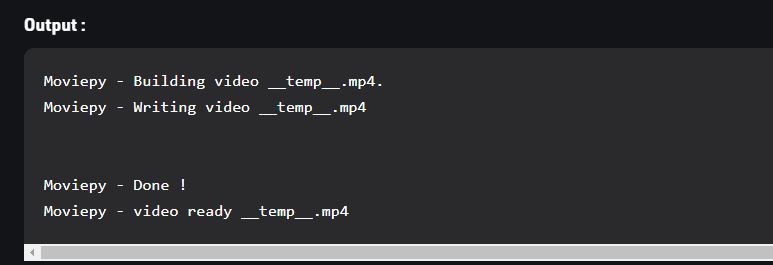 Output :
Moviepy - Building video __temp__.mp4.
Moviepy - Writing video __temp__.mp4
Moviepy - Done !
Moviepy - video ready __temp__.mp4